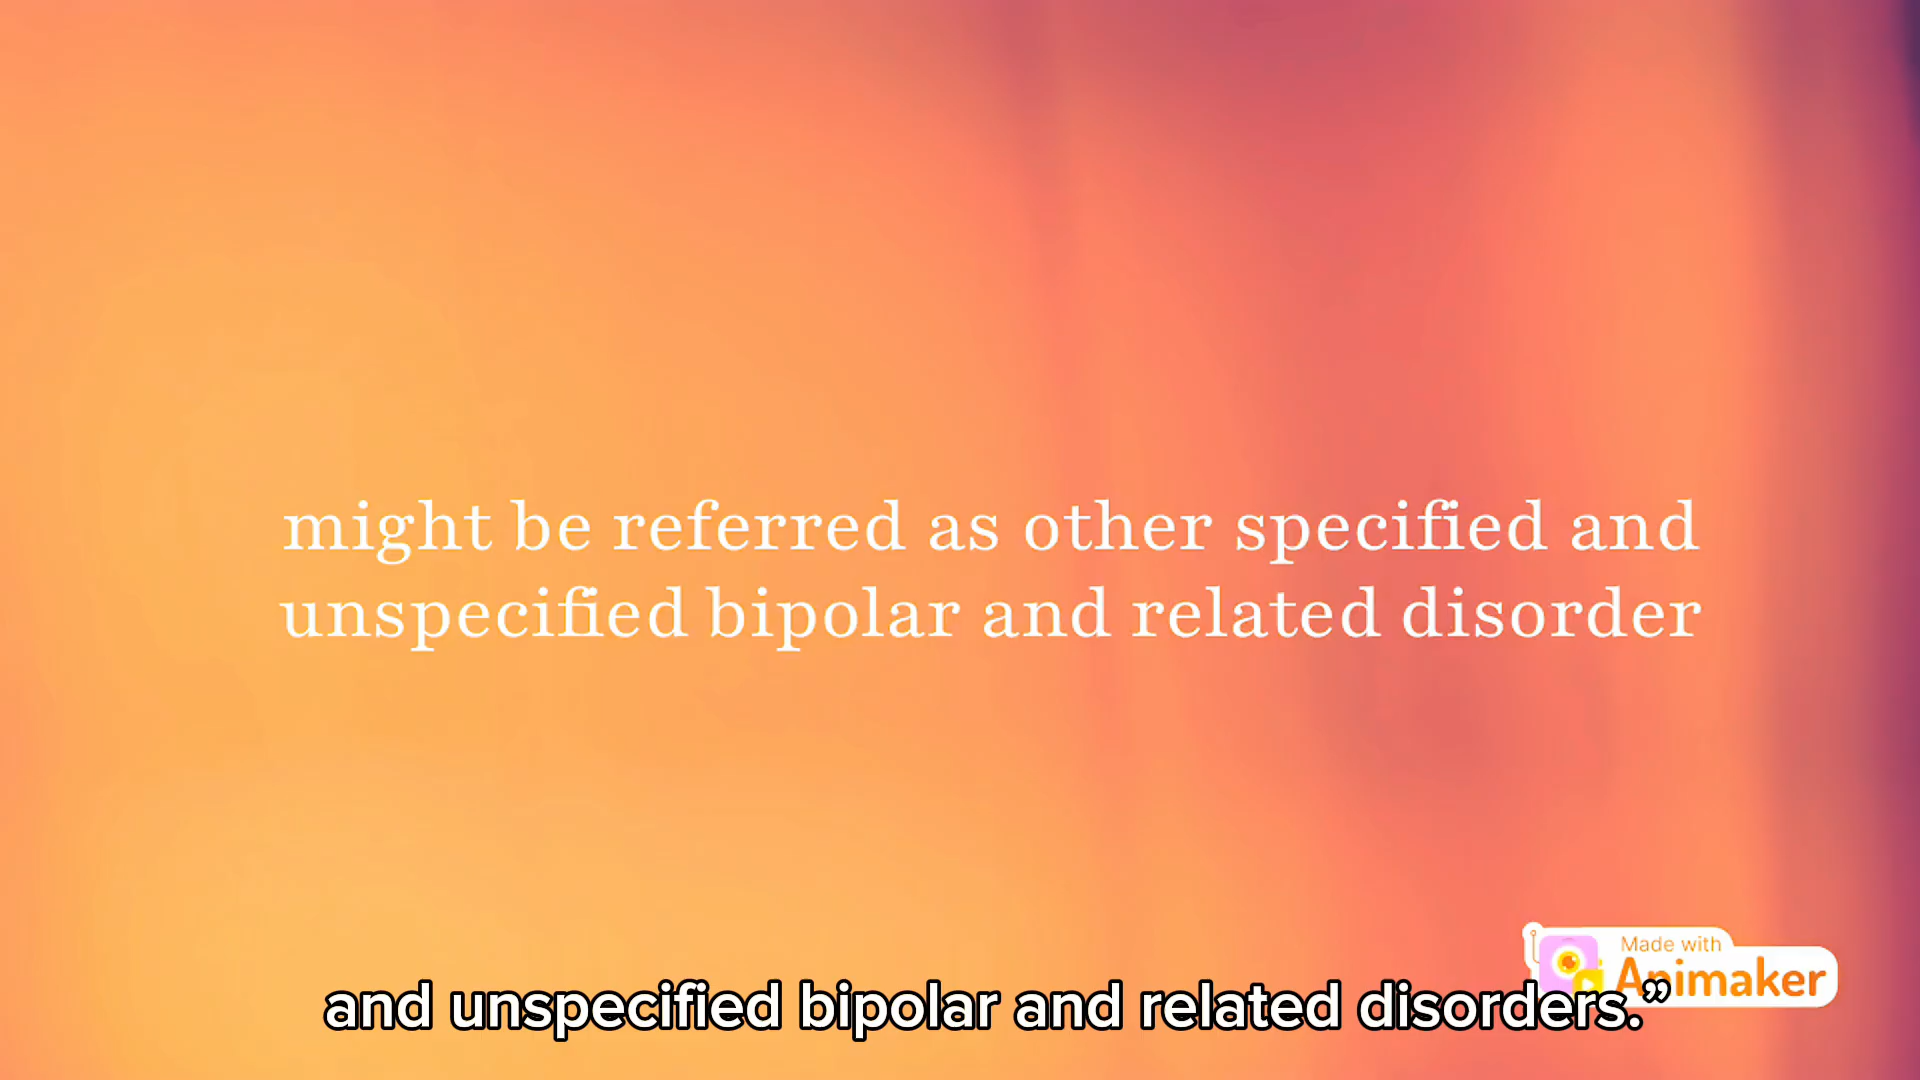 might be referred as other specified and
unspecified bipolar and related disorder
Made with
Animaker
and unspecified bipolar and related disorders.”